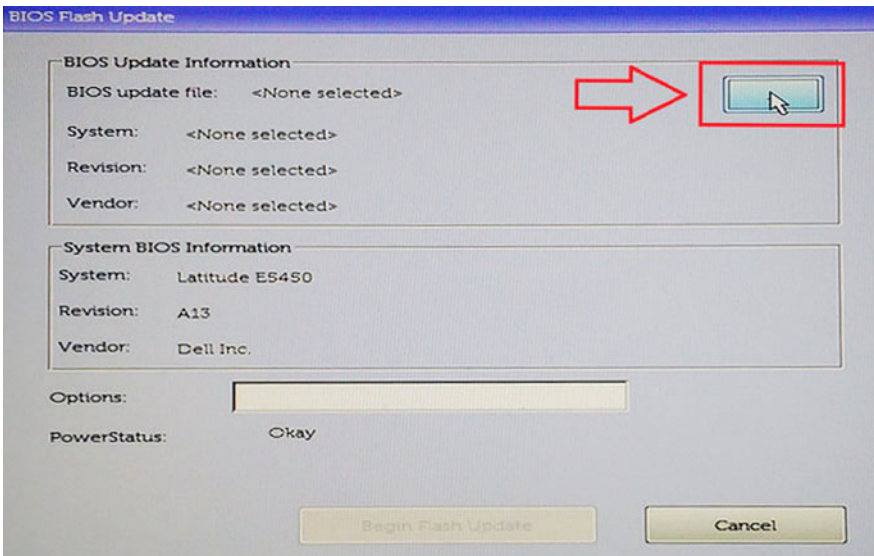 BIOS Flash Update
BIOS Update Information
BIOS update file: <None selected>
System: <None selected>
Revision: <None selected>
Vendor: <None selected>
System BIOS Information
System: Latitude E5450
Revision: A13
Vendor: Dell Inc.
Options:
PowerStatus: Okay
Begin Flash Update
Cancel